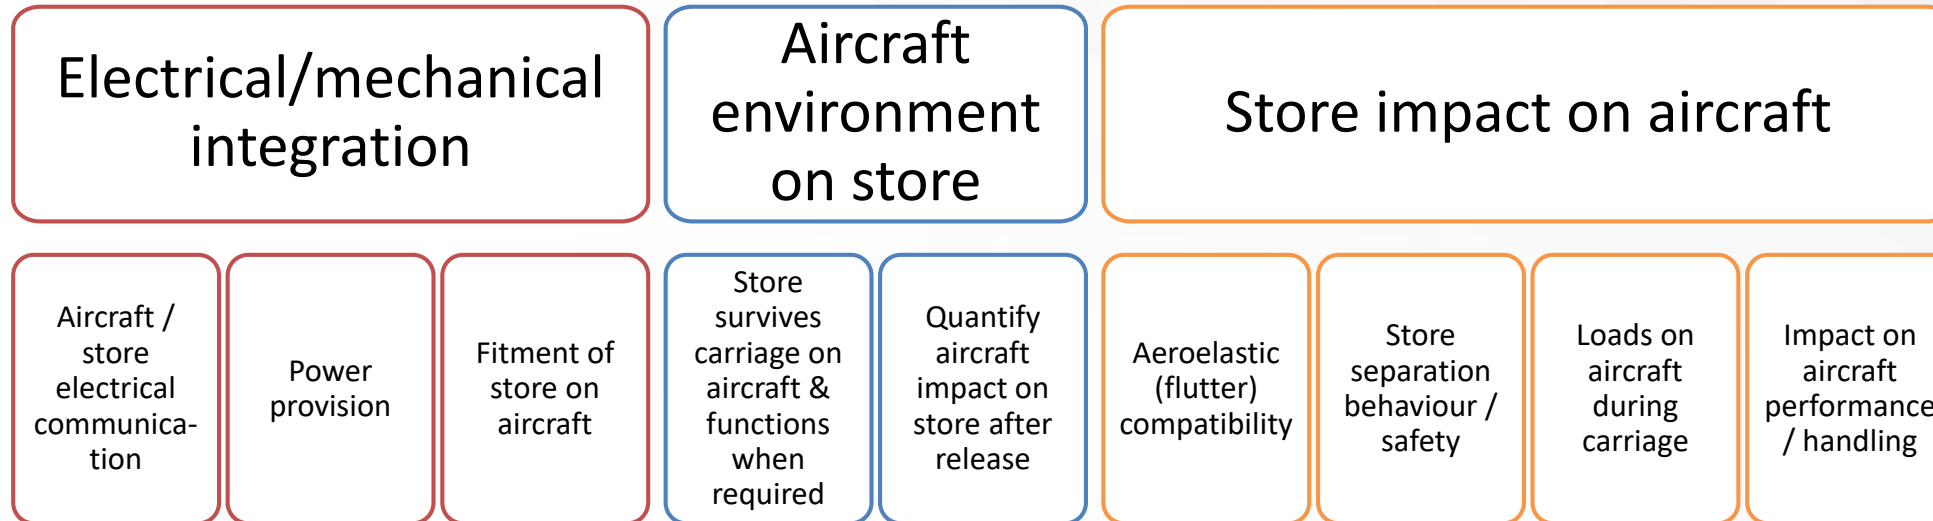 Electrical/mechanical
integration
Aircraft
environment
on store
Store impact on aircraft
Aircraft /
store
electrical
communica-
tion
Power
provision
Fitment of
store on
aircraft
Store
survives
carriage on
aircraft &
functions
when
required
Quantify
aircraft
impact on
store after
release
Aeroelastic
(flutter)
compatibility
Store
separation
behaviour /
safety
Loads on
aircraft
during
carriage
Impact on
aircraft
performance
/ handling